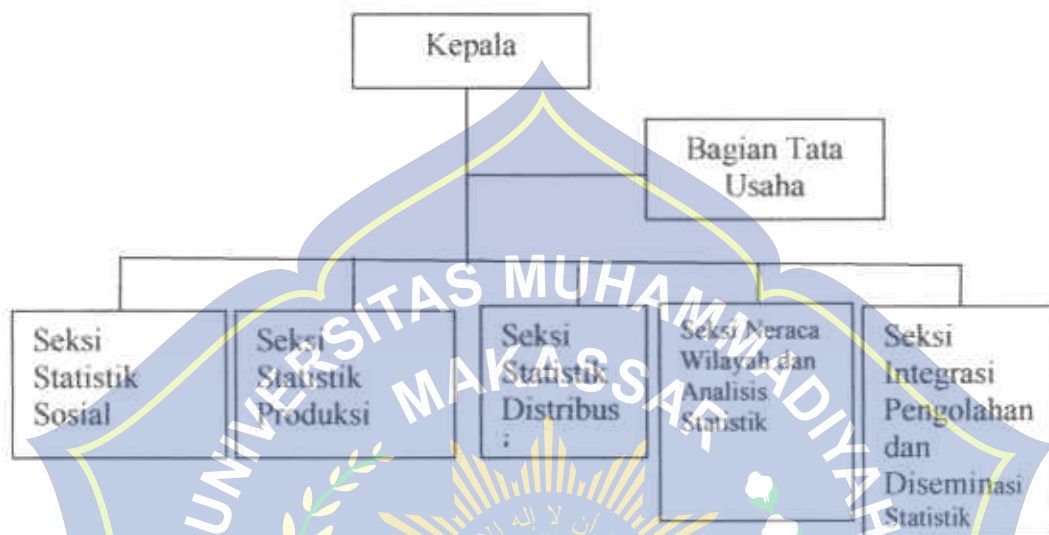 Kepala
Bagian Tata
Usaha
Seksi
Statistik
Sosial
Seksi
Statistik
Produksi
Seksi
Statistik
Distribus
:
Seksi Neraca
Wilayah dan
Analisis
Statistik
Seksi
Integrasi
Pengolahan
dan
Diseminasi
Statistik
UNIVERSITAS MUHAMMADIYAH
MAKASSAR